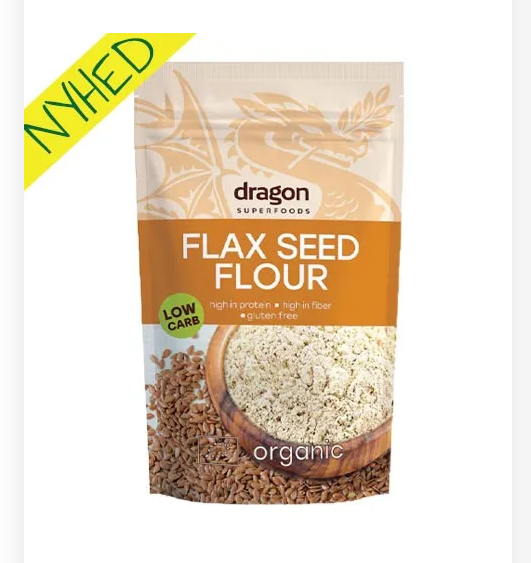 NYHED
dragon
SUPERFOODS
FLAX SEED
FLOUR
high in protein ▪ high in fiber
▪ gluten free
LOW
CARB
organic